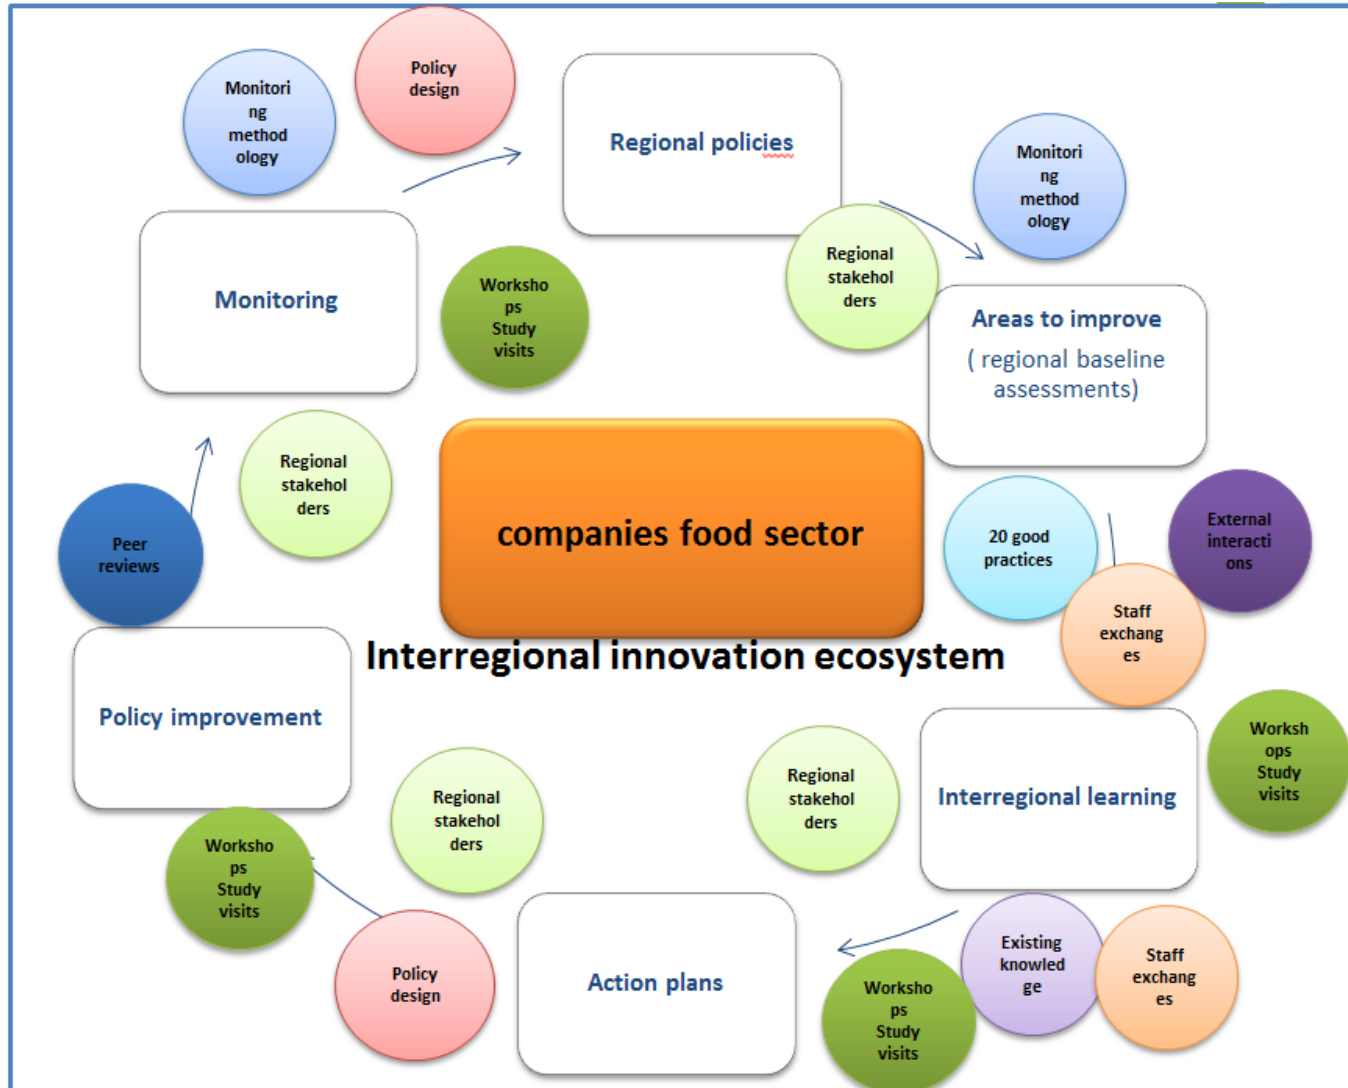 Policy
design
Monitori
ng
method
ology
Regional policies
Monitori
ng
method
ology
Regional
stakehol
ders
Monitoring
Worksho
ps
Study
visits
Areas to improve
( regional baseline
assessments)
Regional
stakehol
ders
companies food sector
Peer
reviews
20 good
practices
External
interacti
ons
Staff
exchang
es
Interregional innovation ecosystem
Policy improvement
Regional
stakehol
ders
Regional
stakehol
ders
Interregional learning
Worksh
ops
Study
visits
Worksho
ps
Study
visits
Policy
design
Action plans
Worksho
ps
Study
visits
Existing
knowled
ge
Staff
exchang
es